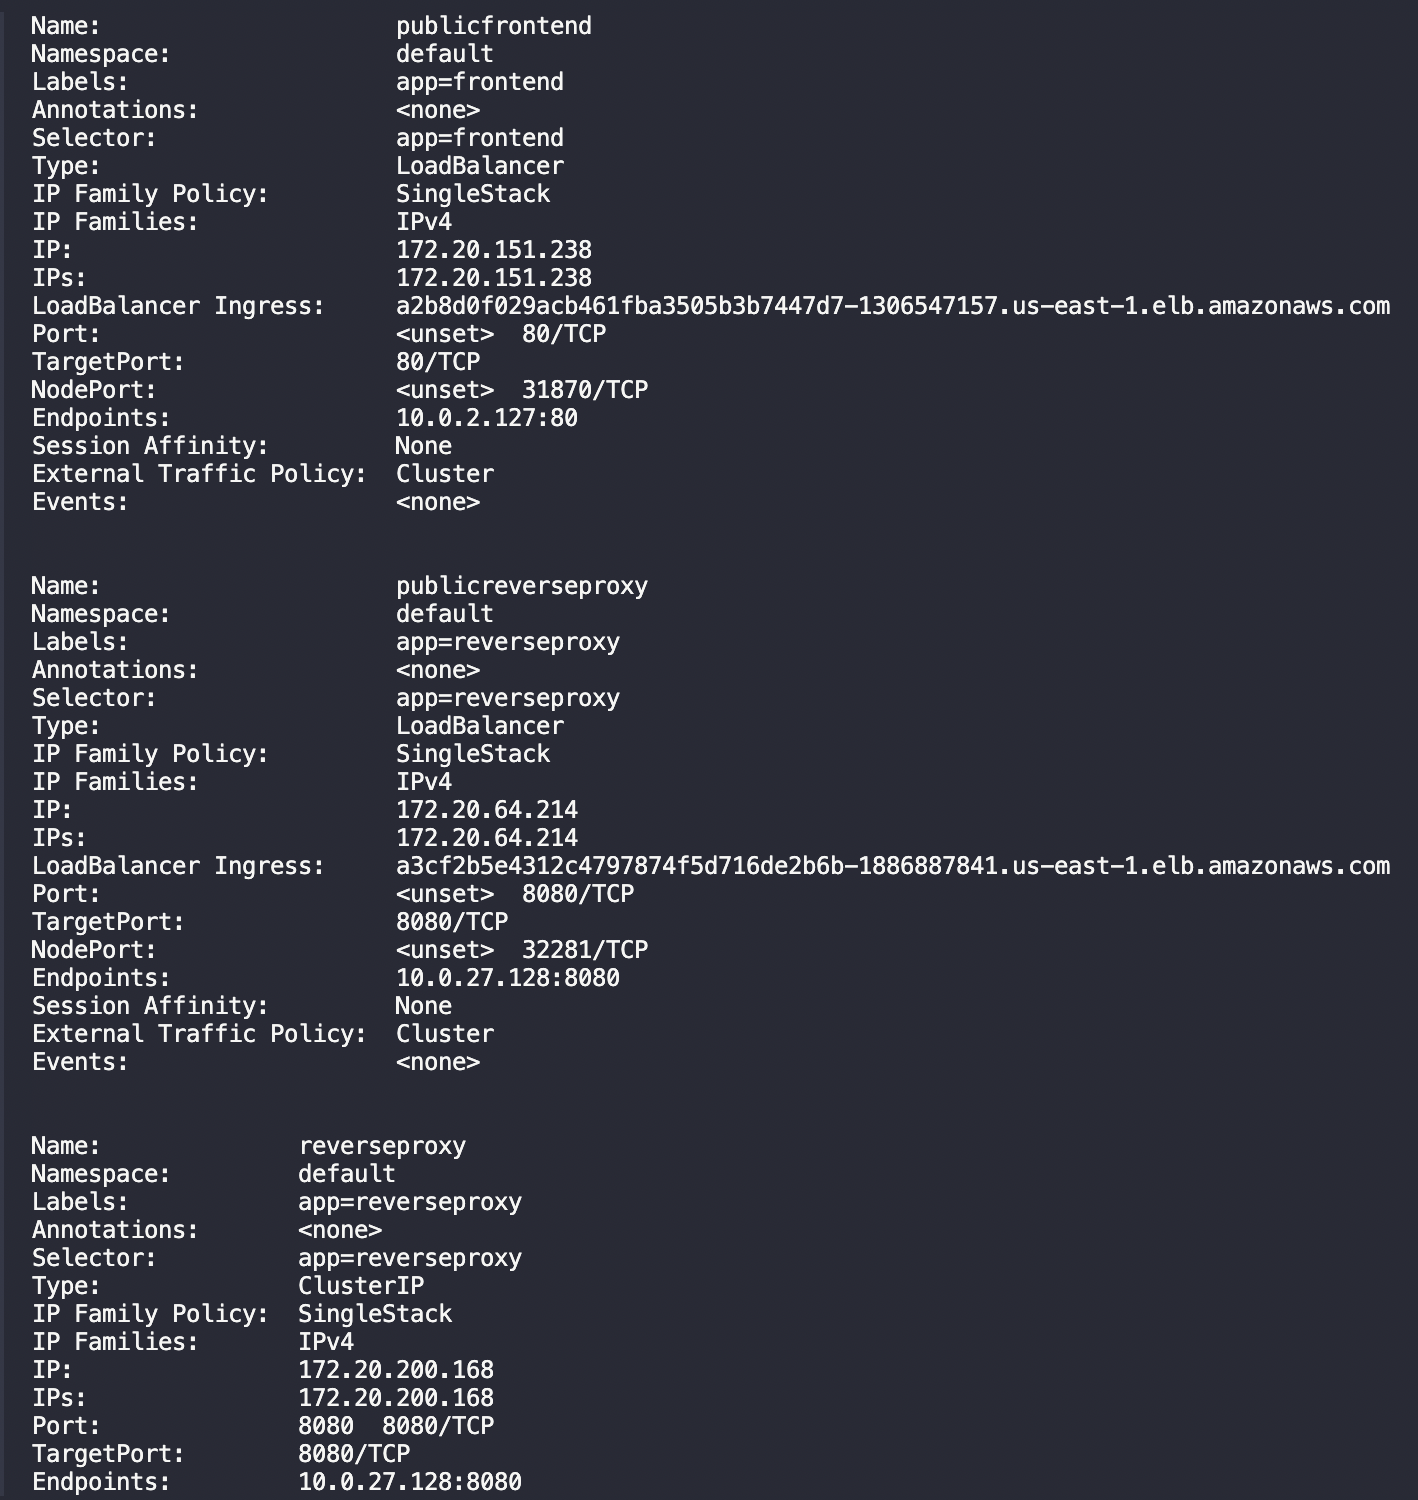 Name:                     publicfrontend
Namespace:                default
Labels:                   app=frontend
Annotations:              <none>
Selector:                 app=frontend
Type:                     LoadBalancer
IP Family Policy:         SingleStack
IP Families:              IPv4
IP:                       172.20.151.238
IPs:                      172.20.151.238
LoadBalancer Ingress:     a2b8d0f029acb461fba3505b3b7447d7-1306547157.us-east-1.elb.amazonaws.com
Port:                     <unset>  80/TCP
TargetPort:               80/TCP
NodePort:                 <unset>  31870/TCP
Endpoints:                10.0.2.127:80
Session Affinity:         None
External Traffic Policy:  Cluster
Events:                   <none>

Name:                     publicreverseproxy
Namespace:                default
Labels:                   app=reverseproxy
Annotations:              <none>
Selector:                 app=reverseproxy
Type:                     LoadBalancer
IP Family Policy:         SingleStack
IP Families:              IPv4
IP:                       172.20.64.214
IPs:                      172.20.64.214
LoadBalancer Ingress:     a3cf2b5e4312c4797874f5d716de2b6b-1886887841.us-east-1.elb.amazonaws.com
Port:                     <unset>  8080/TCP
TargetPort:               8080/TCP
NodePort:                 <unset>  32281/TCP
Endpoints:                10.0.27.128:8080
Session Affinity:         None
External Traffic Policy:  Cluster
Events:                   <none>

Name:              reverseproxy
Namespace:         default
Labels:            app=reverseproxy
Annotations:       <none>
Selector:          app=reverseproxy
Type:              ClusterIP
IP Family Policy:  SingleStack
IP Families:       IPv4
IP:                172.20.200.168
IPs:               172.20.200.168
Port:              8080  8080/TCP
TargetPort:        8080/TCP
Endpoints:         10.0.27.128:8080